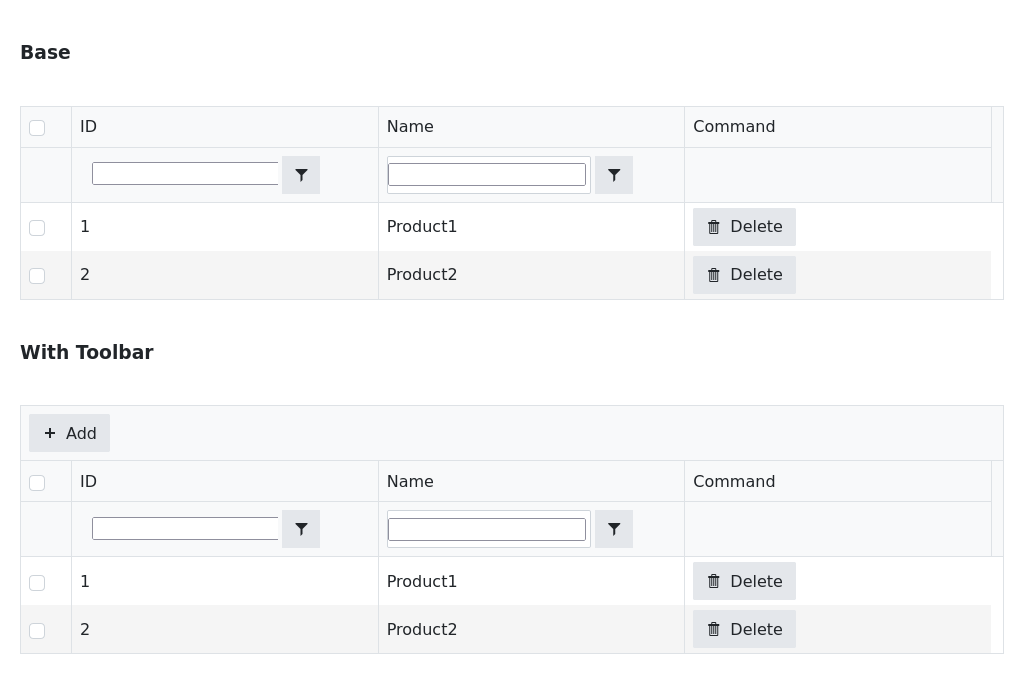 Base
ID Name Command
1 Product1 Delete
2 Product2 Delete
With Toolbar
Add
ID Name Command
1 Product1 Delete
2 Product2 Delete